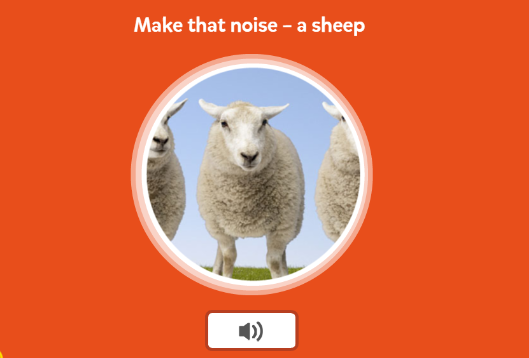 Make that noise – a sheep